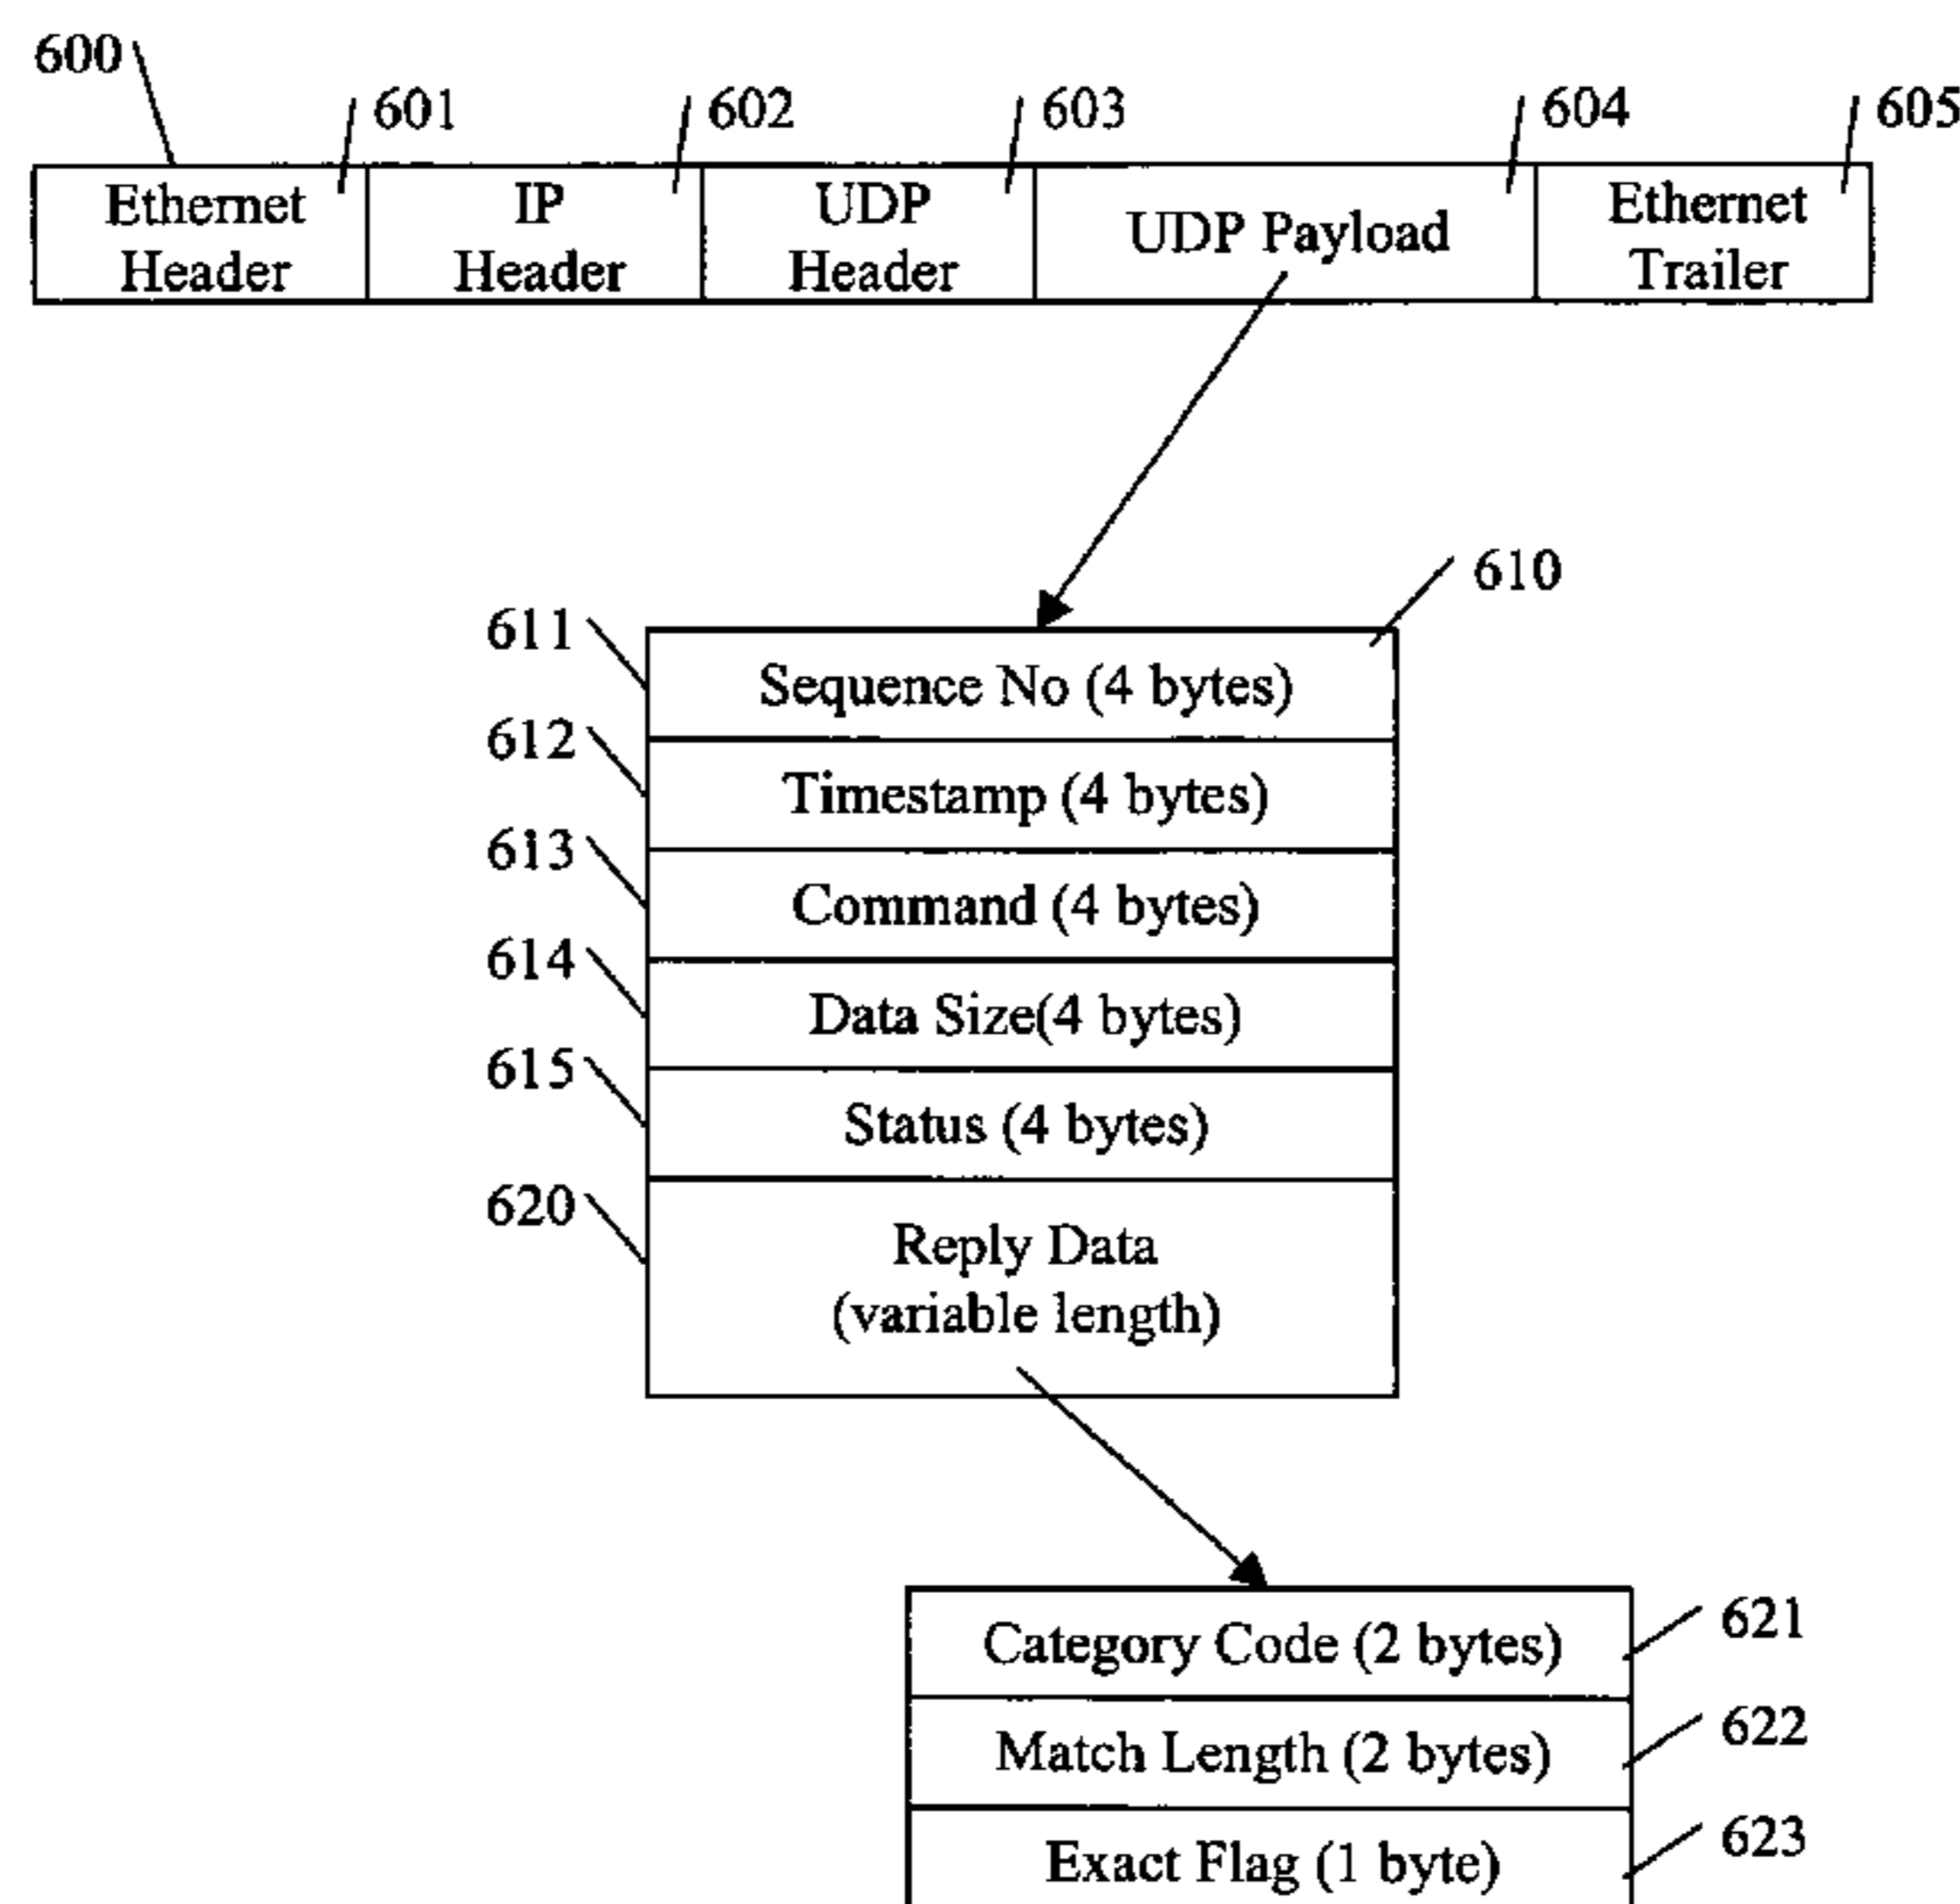 600
601
602
603
604
605
Ethernet
Header
IP
Header
UDP
Header
UDP Payload
Ethernet
Trailer
610
611
Sequence No (4 bytes)
612
Timestamp (4 bytes)
613
Command (4 bytes)
614
Data Size(4 bytes)
615
Status (4 bytes)
620
Reply Data
(variable length)
Category Code (2 bytes)
621
Match Length (2 bytes)
622
Exact Flag (1 byte)
623